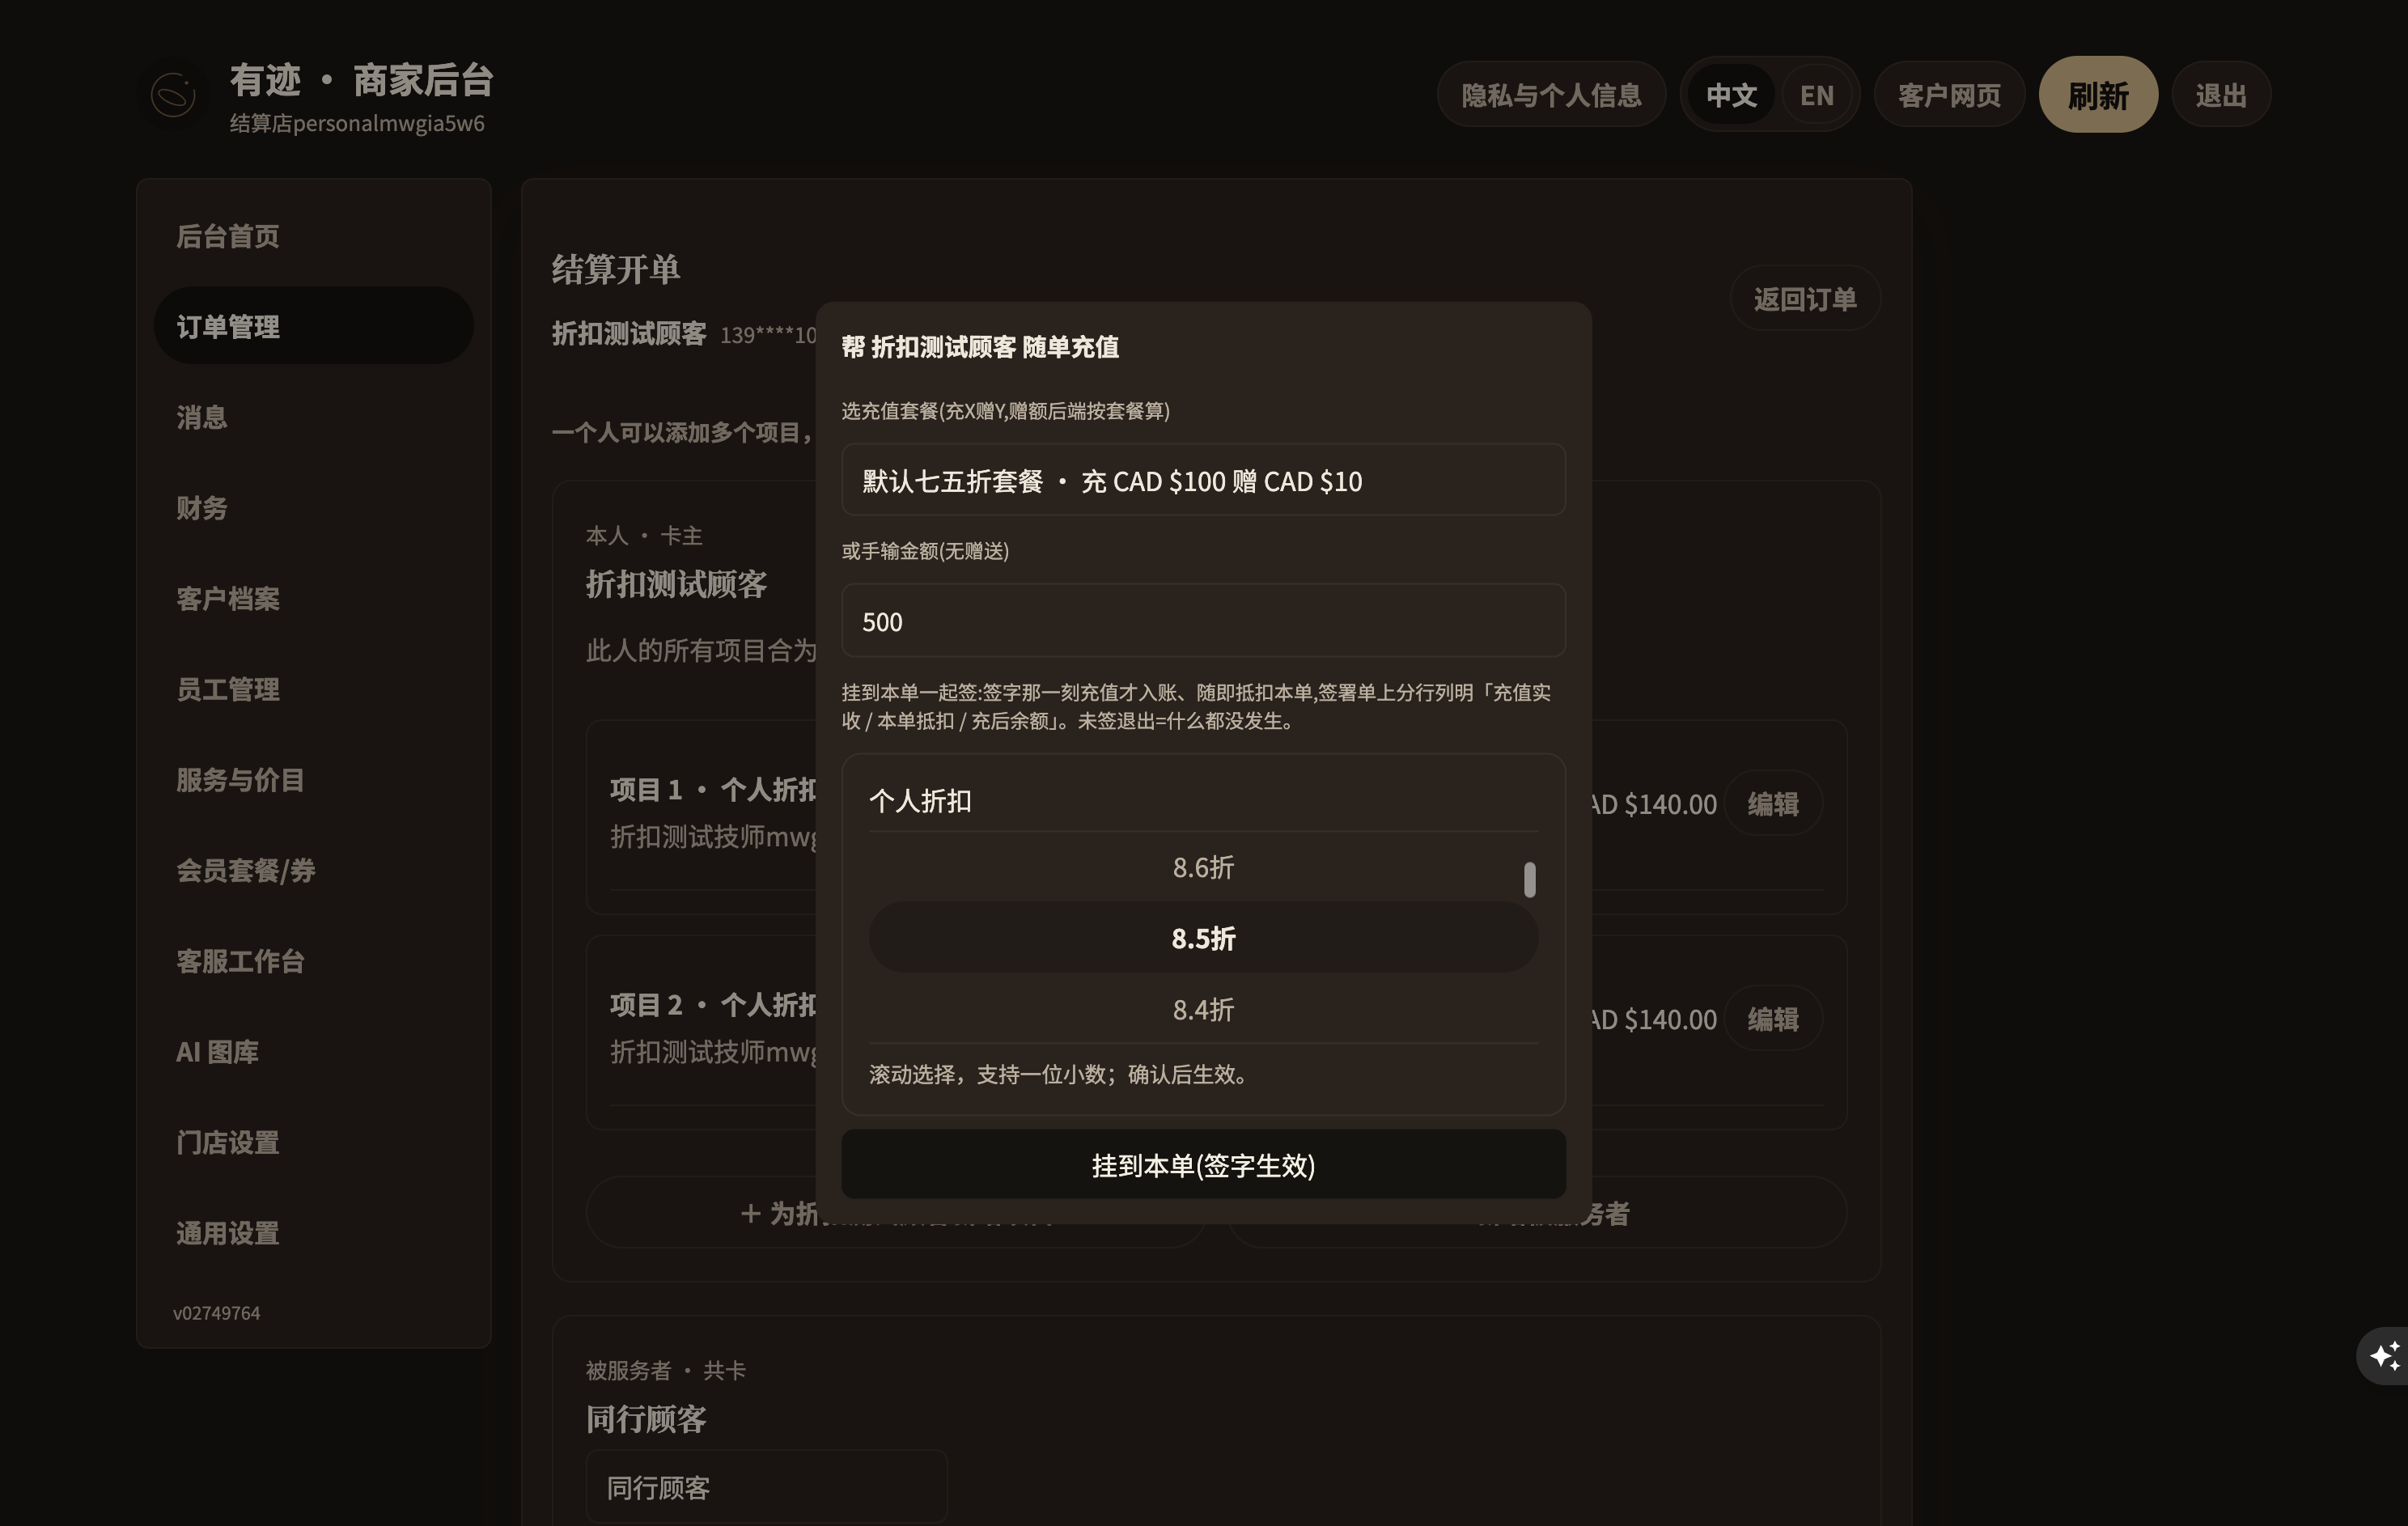 有迹 · 商家后台
结算店personalmwgia5w6
隐私与个人信息
中文
EN
客户网页
刷新
退出
后台首页
订单管理
消息
财务
客户档案
员工管理
服务与价目
会员套餐/券
客服工作台
AI 图库
门店设置
通用设置
v02749764
结算开单
返回订单
折扣测试顾客 139****10
一个人可以添加多个项目，
本人 · 卡主
折扣测试顾客
此人的所有项目合为
项目 1 · 个人折扣
折扣测试技师mwg
AD $140.00
编辑
项目 2 · 个人折扣
折扣测试技师mwg
AD $140.00
编辑
＋ 为折
务者
被服务者 · 共卡
同行顾客
同行顾客
帮 折扣测试顾客 随单充值
选充值套餐(充X赠Y,赠额后端按套餐算)
默认七五折套餐 · 充 CAD $100 赠 CAD $10
或手输金额(无赠送)
500
挂到本单一起签:签字那一刻充值才入账、随即抵扣本单,签署单上分行列明「充值实
收 / 本单抵扣 / 充后余额」。未签退出=什么都没发生。
个人折扣
8.6折
8.5折
8.4折
滚动选择，支持一位小数；确认后生效。
挂到本单(签字生效)